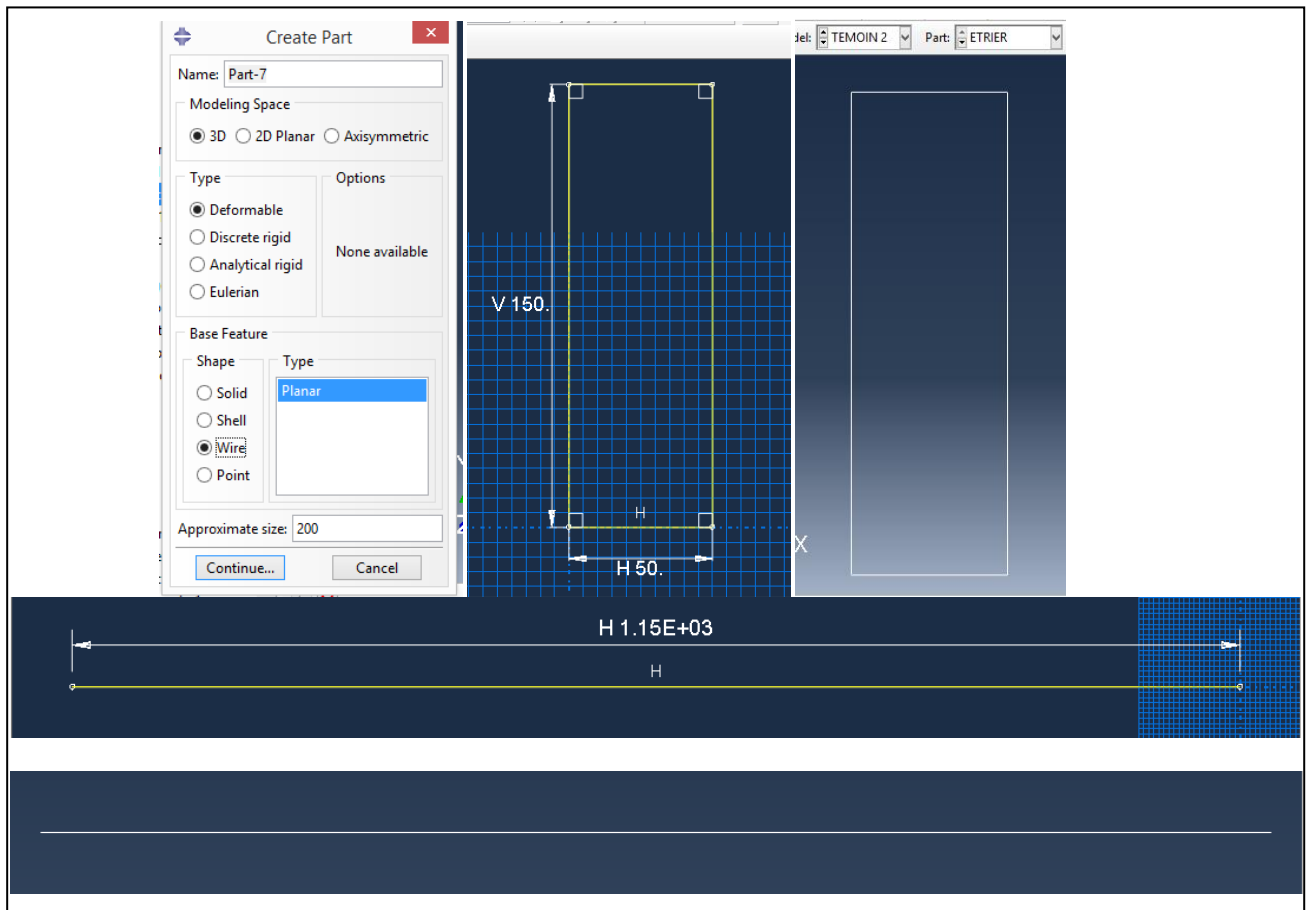 Create Part
Name: Part-7
Modeling Space
3D 2D Planar Axisymmetric
Type
Deformable
Discrete rigid
Analytical rigid
Eulerian
Options
None available
Base Feature
Shape
Solid
Shell
Wire
Point
Type
Planar
Approximate size: 200
Continue... Cancel
V 150.
H
H 50.
del: TEMOIN 2 Part: ETRIER
X
H 1.15E+03
H